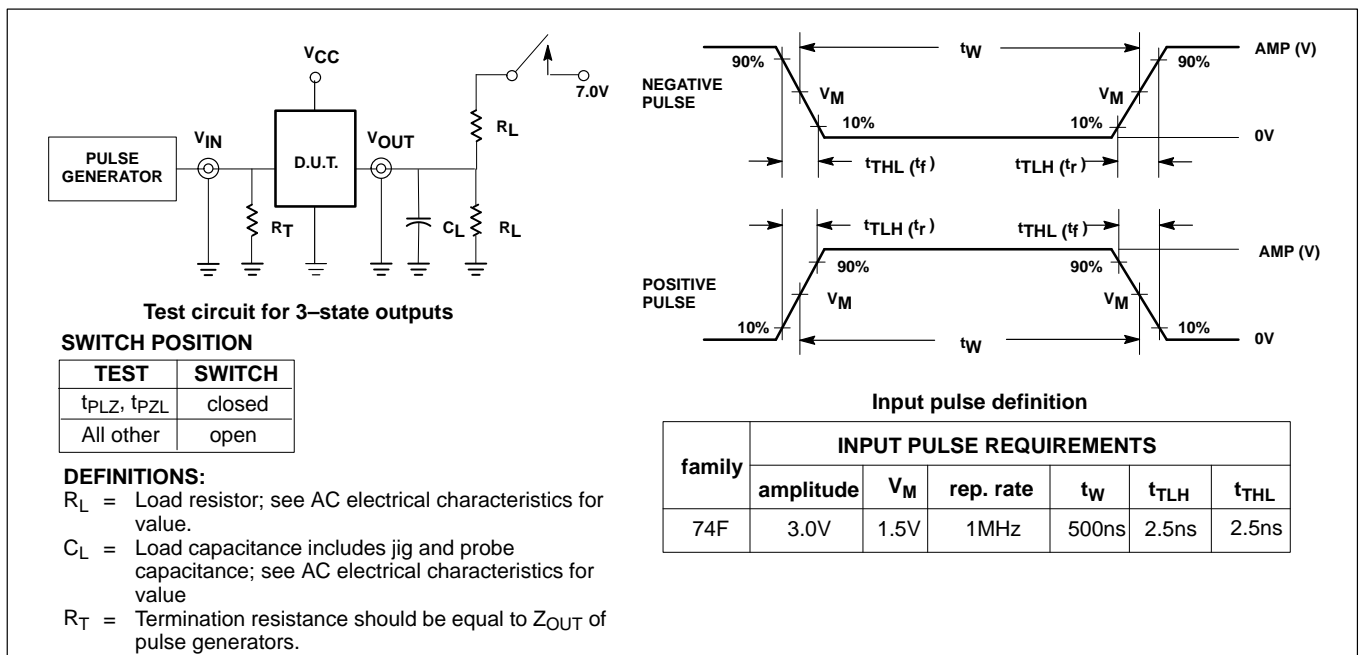 VCC
7.0V
RL
VIN
VOUT
PULSE
GENERATOR
D.U.T.
RT
CL
RL
Test circuit for 3–state outputs
SWITCH POSITION
TEST SWITCH
tPLZ, tPZL closed
All other open
DEFINITIONS:
RL = Load resistor; see AC electrical characteristics for
value.
CL = Load capacitance includes jig and probe
capacitance; see AC electrical characteristics for
value
RT = Termination resistance should be equal to ZOUT of
pulse generators.
tW
AMP (V)
90%
90%
NEGATIVE
PULSE
VM
VM
10%
10%
0V
tTHL (tf)
tTLH (tr)
tTLH (tr)
tTHL (tf)
AMP (V)
90%
90%
POSITIVE
PULSE
VM
VM
10%
10%
0V
tW
Input pulse definition
family
INPUT PULSE REQUIREMENTS
amplitude VM rep. rate tW tTLH tTHL
74F 3.0V 1.5V 1MHz 500ns 2.5ns 2.5ns